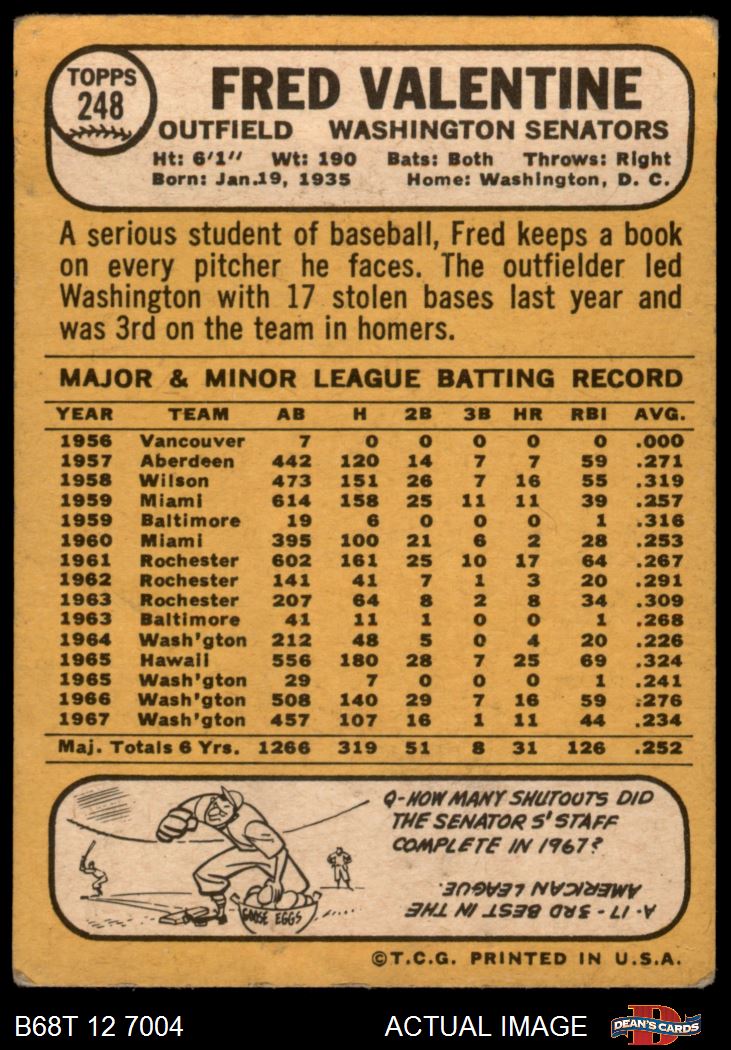 TOPPS
248
FRED VALENTINE
OUTFIELD WASHINGTON SENATORS
Ht: 6'1" Wt: 190 Bats: Both Throws: Right
Born: Jan.19, 1935 Home: Washington, D. C.
A serious student of baseball, Fred keeps a book
on every pitcher he faces. The outfielder led
Washington with 17 stolen bases last year and
was 3rd on the team in homers.
MAJOR & MINOR LEAGUE BATTING RECORD
YEAR TEAM AB H 2B 3B HR RBI AVG.
1956 Vancouver 7 0 0 0 0 0 .000
1957 Aberdeen 442 120 14 7 7 59 .271
1958 Wilson 473 151 26 7 16 55 .319
1959 Miami 614 158 25 11 11 39 .257
1959 Baltimore 19 6 0 0 0 1 .316
1960 Miami 395 100 21 6 2 28 .253
1961 Rochester 602 161 25 10 17 64 .267
1962 Rochester 141 41 7 1 3 20 .291
1963 Rochester 207 64 8 2 8 34 .309
1963 Baltimore 41 11 1 0 0 1 .268
1964 Wash'gton 212 48 5 0 4 20 .226
1965 Hawaii 556 180 28 7 25 69 .324
1965 Wash'gton 29 7 0 0 0 1 .241
1966 Wash'gton 508 140 29 7 16 59 .276
1967 Wash'gton 457 107 16 1 11 44 .234
Maj. Totals 6 Yrs. 1266 319 51 8 31 126 .252
Q-HOW MANY SHUTOUTS DID
THE SENATORS' STAFF
COMPLETE IN 1967?
A-17 - 3RD BEST IN THE
AMERICAN LEAGUE.
GOOSE EGGS
©T.C.G. PRINTED IN U.S.A.
B68T 12 7004 ACTUAL IMAGE
DEAN'S CARDS